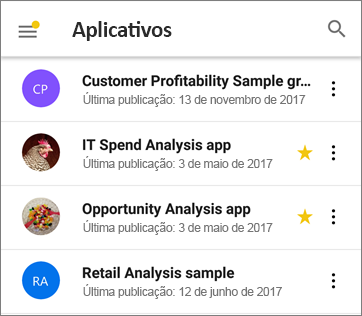 Aplicativos
CP
Customer Profitability Sample gr...
Última publicação: 13 de novembro de 2017
IT Spend Analysis app
Última publicação: 3 de maio de 2017
Opportunity Analysis app
Última publicação: 3 de maio de 2017
RA
Retail Analysis sample
Última publicação: 12 de junho de 2017